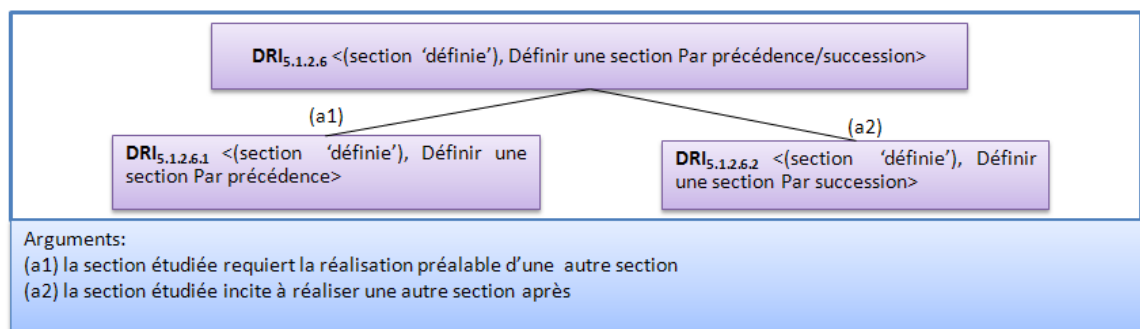 DRI5.1.2.6 <(section ‘définie’), Définir une section Par précédence/succession>
(a1)
(a2)
DRI5.1.2.6.1 <(section ‘définie’), Définir une
section Par précédence>
DRI5.1.2.6.2 <(section ‘définie’), Définir
une section Par succession>
Arguments:
(a1) la section étudiée requiert la réalisation préalable d’une autre section
(a2) la section étudiée incite à réaliser une autre section après